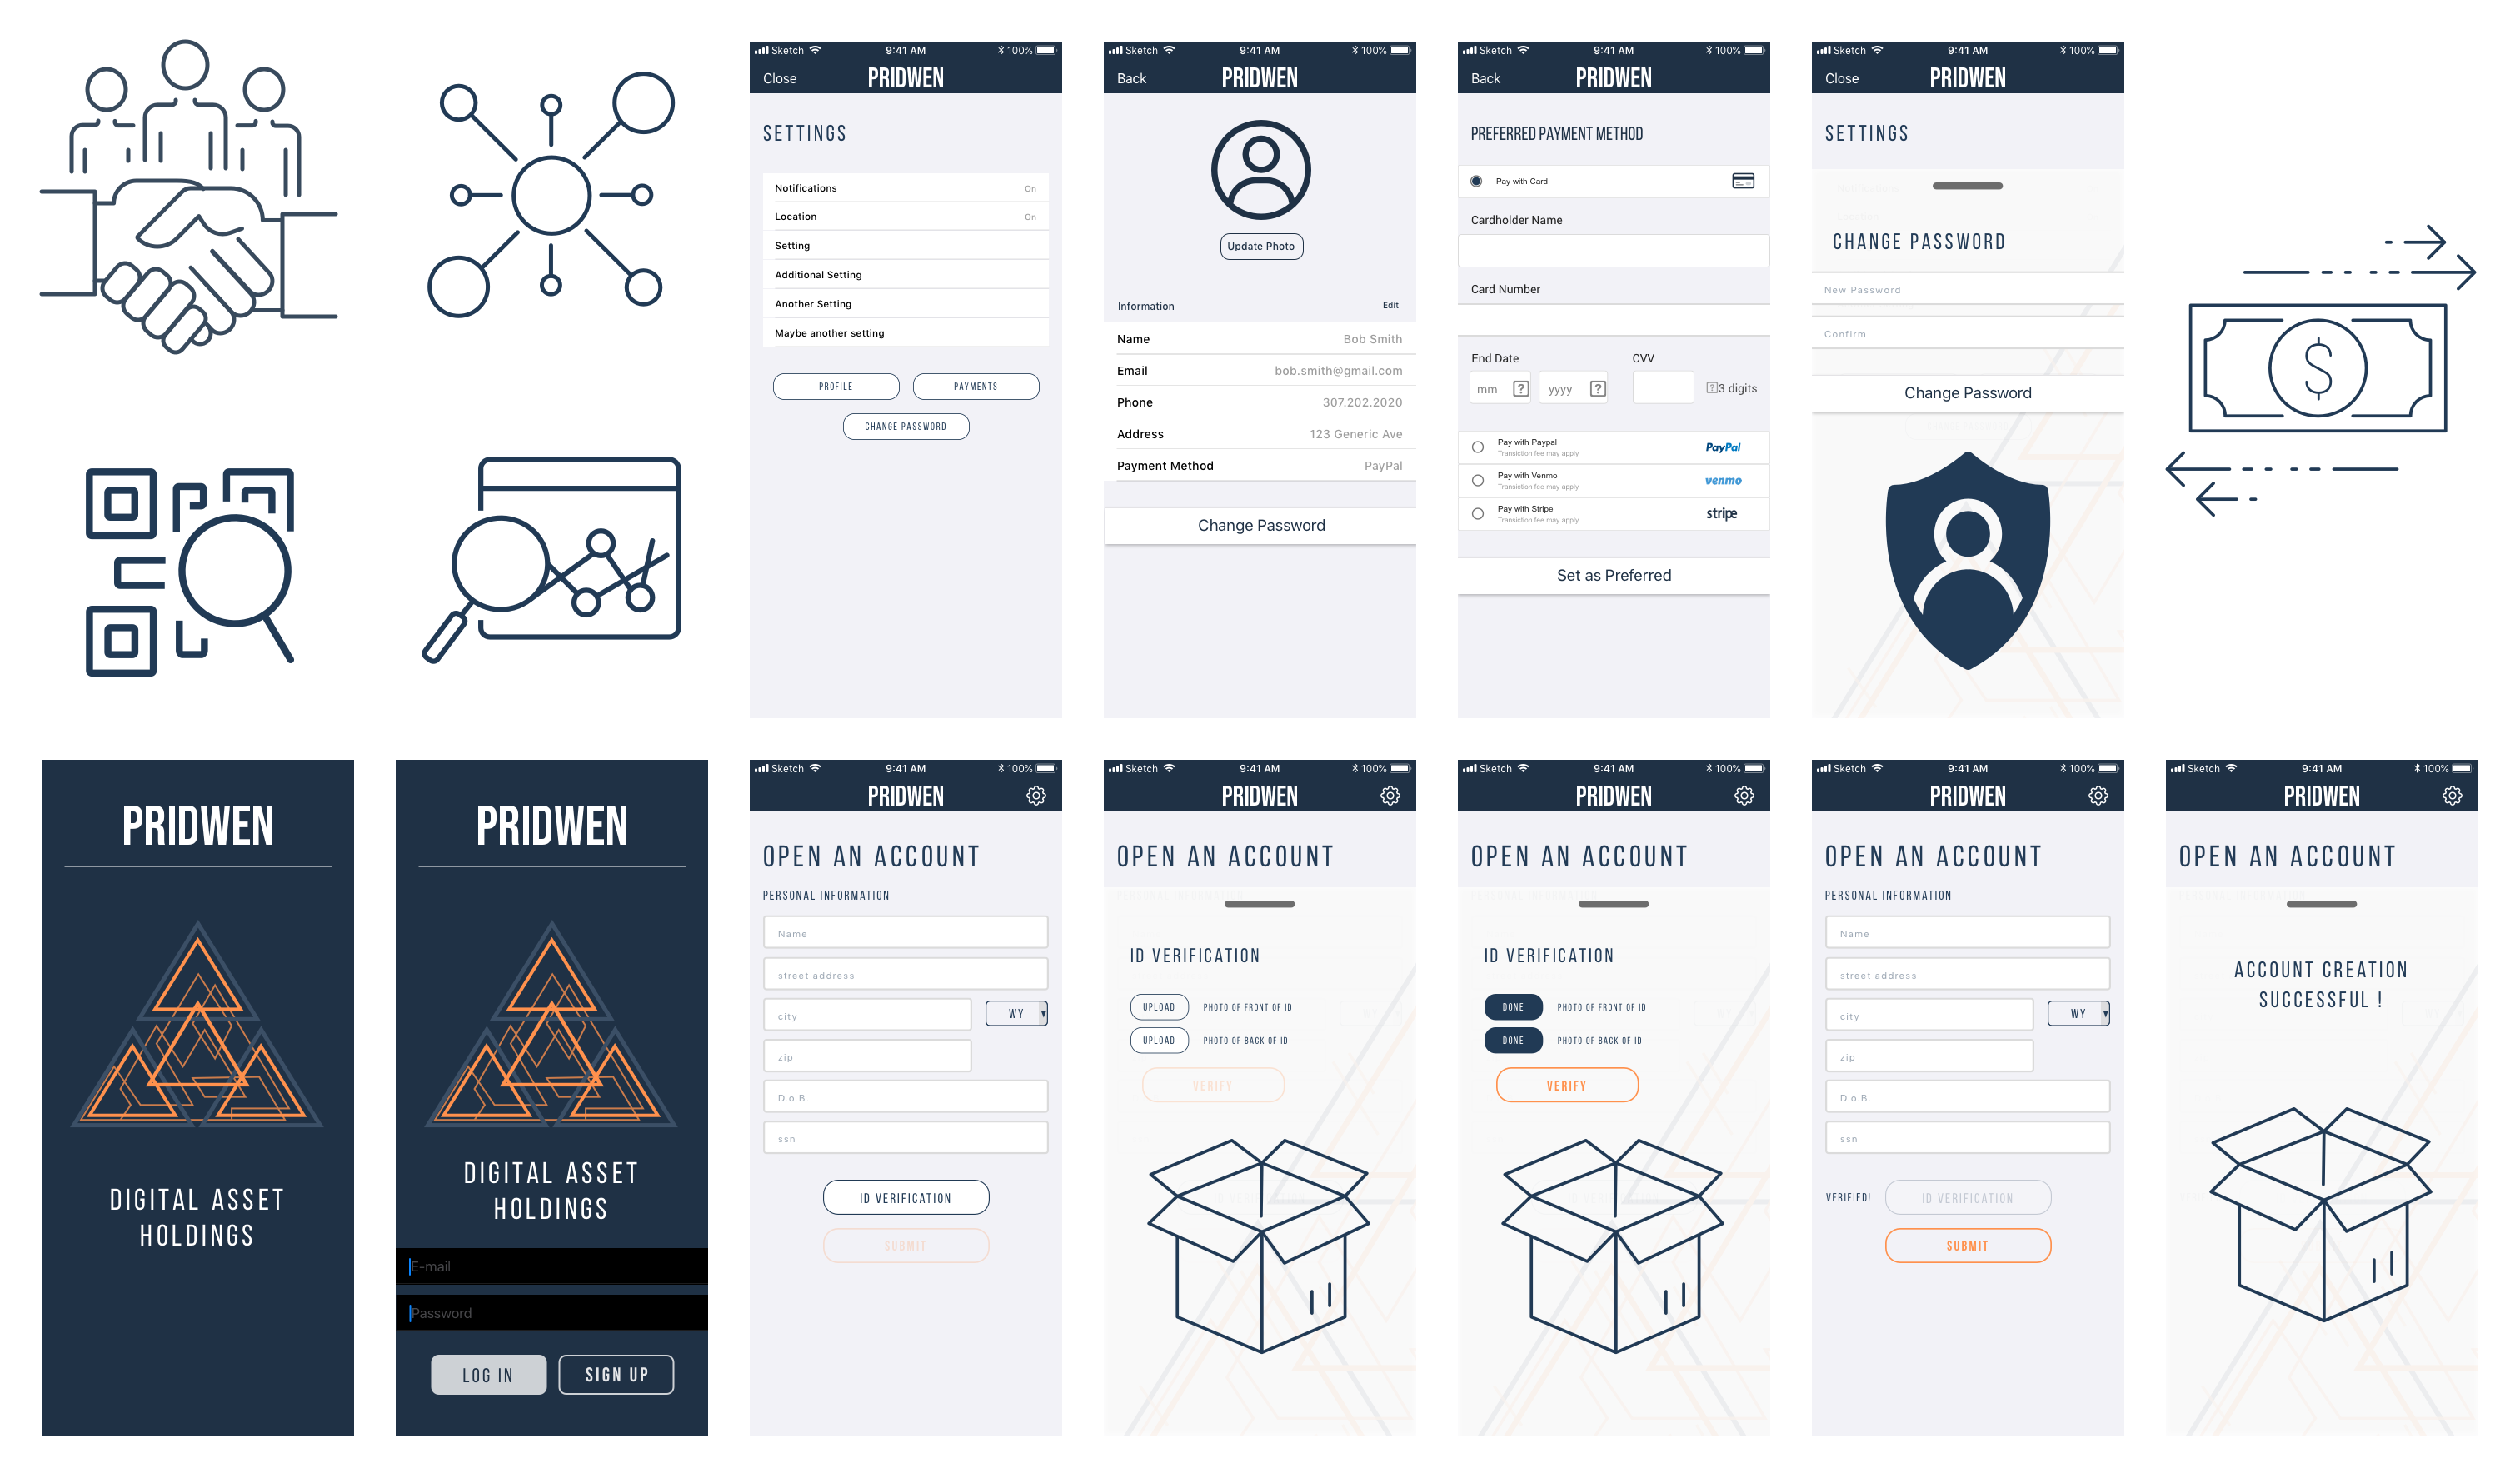 Sketch 9:41 AM 100%
Close PRIDWEN
SETTINGS
Notifications On
Location On
Setting
Additional Setting
Another Setting
Maybe another setting
PROFILE PAYMENTS
CHANGE PASSWORD
Sketch 9:41 AM 100%
Back PRIDWEN
Update Photo
Information Edit
Name Bob Smith
Email bob.smith@gmail.com
Phone 307.202.2020
Address 123 Generic Ave
Payment Method PayPal
Change Password
Sketch 9:41 AM 100%
Back PRIDWEN
PREFERRED PAYMENT METHOD
Pay with Card
Cardholder Name
Card Number
End Date CVV
mm ? yyyy ? ?3 digits
Pay with Paypal PayPal
Transiction fee may apply
Pay with Venmo venmo
Transiction fee may apply
Pay with Stripe stripe
Transiction fee may apply
Set as Preferred
Sketch 9:41 AM 100%
Close PRIDWEN
SETTINGS
CHANGE PASSWORD
New Password
Confirm
Change Password
$
PRIDWEN
DIGITAL ASSET
HOLDINGS
PRIDWEN
DIGITAL ASSET
HOLDINGS
E-mail
Password
LOG IN SIGN UP
Sketch 9:41 AM 100%
PRIDWEN
OPEN AN ACCOUNT
PERSONAL INFORMATION
Name
street address
city WY
zip
D.o.B.
ssn
ID VERIFICATION
SUBMIT
Sketch 9:41 AM 100%
PRIDWEN
OPEN AN ACCOUNT
ID VERIFICATION
UPLOAD PHOTO OF FRONT OF ID
UPLOAD PHOTO OF BACK OF ID
VERIFY
Sketch 9:41 AM 100%
PRIDWEN
OPEN AN ACCOUNT
ID VERIFICATION
DONE PHOTO OF FRONT OF ID
DONE PHOTO OF BACK OF ID
VERIFY
Sketch 9:41 AM 100%
PRIDWEN
OPEN AN ACCOUNT
PERSONAL INFORMATION
Name
street address
city WY
zip
D.o.B.
ssn
VERIFIED! ID VERIFICATION
SUBMIT
Sketch 9:41 AM 100%
PRIDWEN
OPEN AN ACCOUNT
ACCOUNT CREATION
SUCCESSFUL !